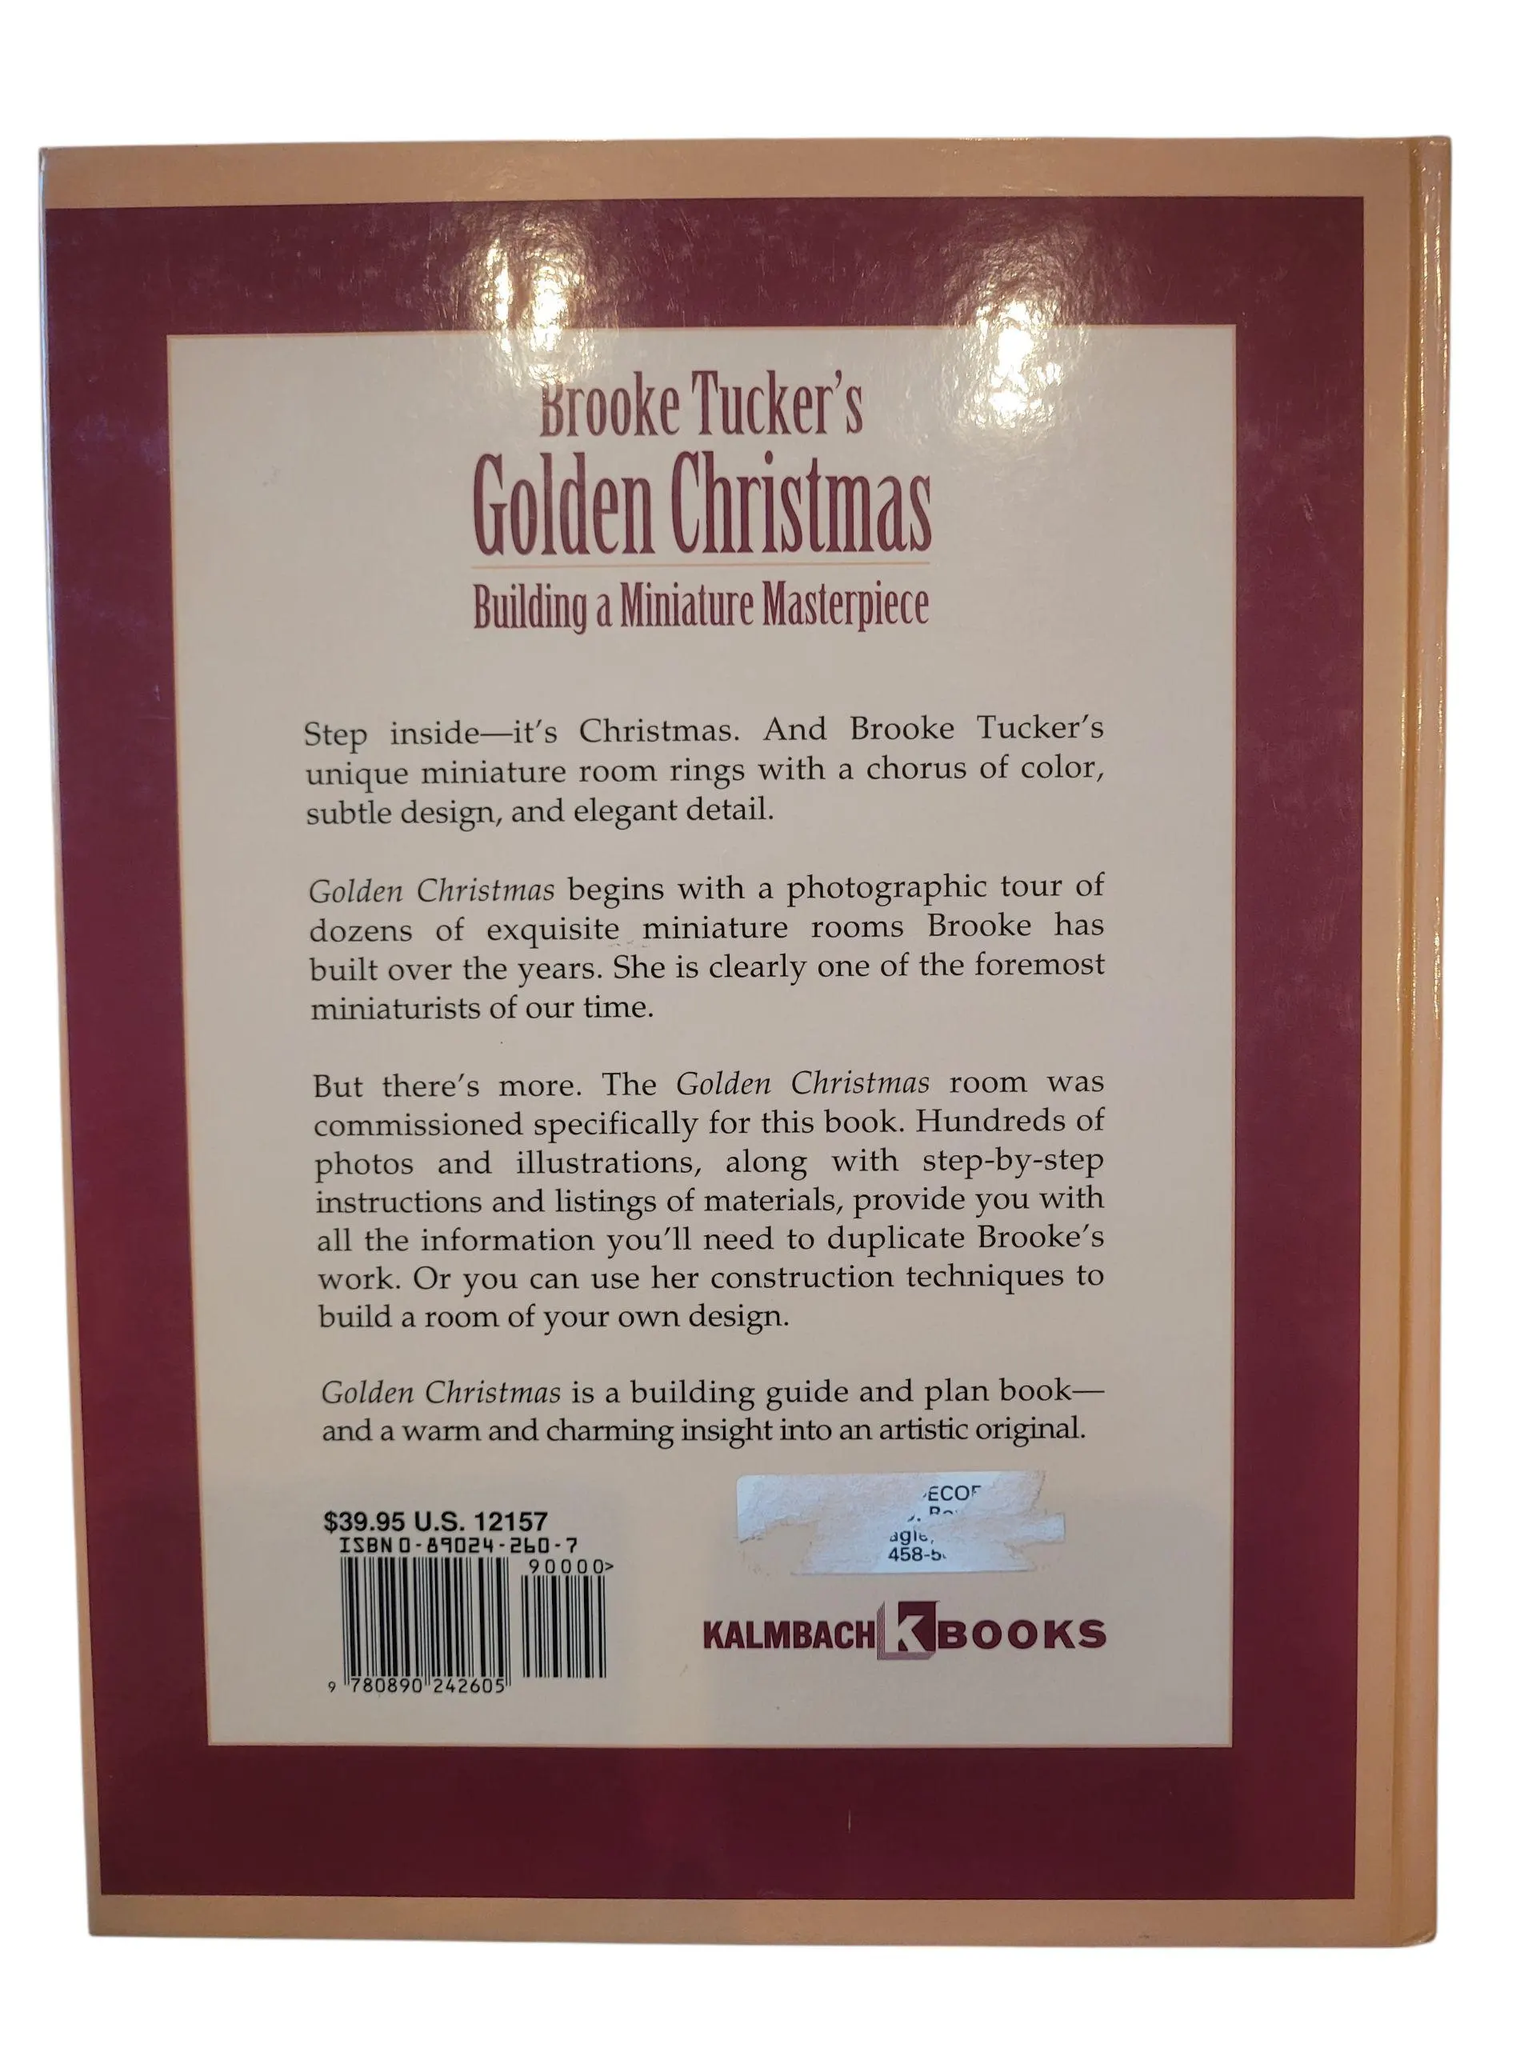 Brooke Tucker's
Golden Christmas
Building a Miniature Masterpiece
Step inside—it's Christmas. And Brooke Tucker's
unique miniature room rings with a chorus of color,
subtle design, and elegant detail.
Golden Christmas begins with a photographic tour of
dozens of exquisite miniature rooms Brooke has
built over the years. She is clearly one of the foremost
miniaturists of our time.
But there's more. The Golden Christmas room was
commissioned specifically for this book. Hundreds of
photos and illustrations, along with step-by-step
instructions and listings of materials, provide you with
all the information you'll need to duplicate Brooke's
work. Or you can use her construction techniques to
build a room of your own design.
Golden Christmas is a building guide and plan book—
and a warm and charming insight into an artistic original.
$39.95 U.S. 12157
ISBN 0-89024-260-7
90000>
9 780890 242605
KALMBACH K BOOKS